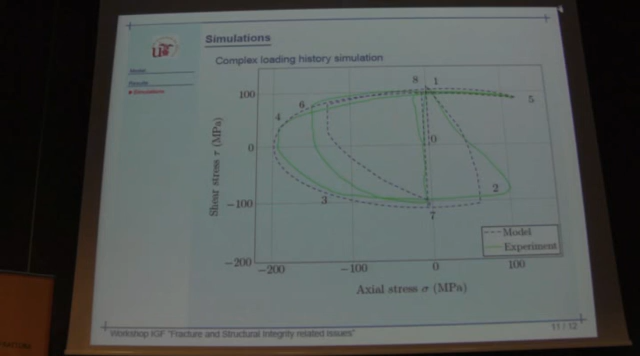 Simulations
Complex loading history simulation
Results
Simulations
Shear stress τ (MPa)
100
0
−100
−200
−200
−100
0
100
Axial stress σ (MPa)
8
1
6
5
4
0
2
3
7
Model
Experiment
Workshop IGF "Fracture and Structural Integrity related issues"
11 / 12